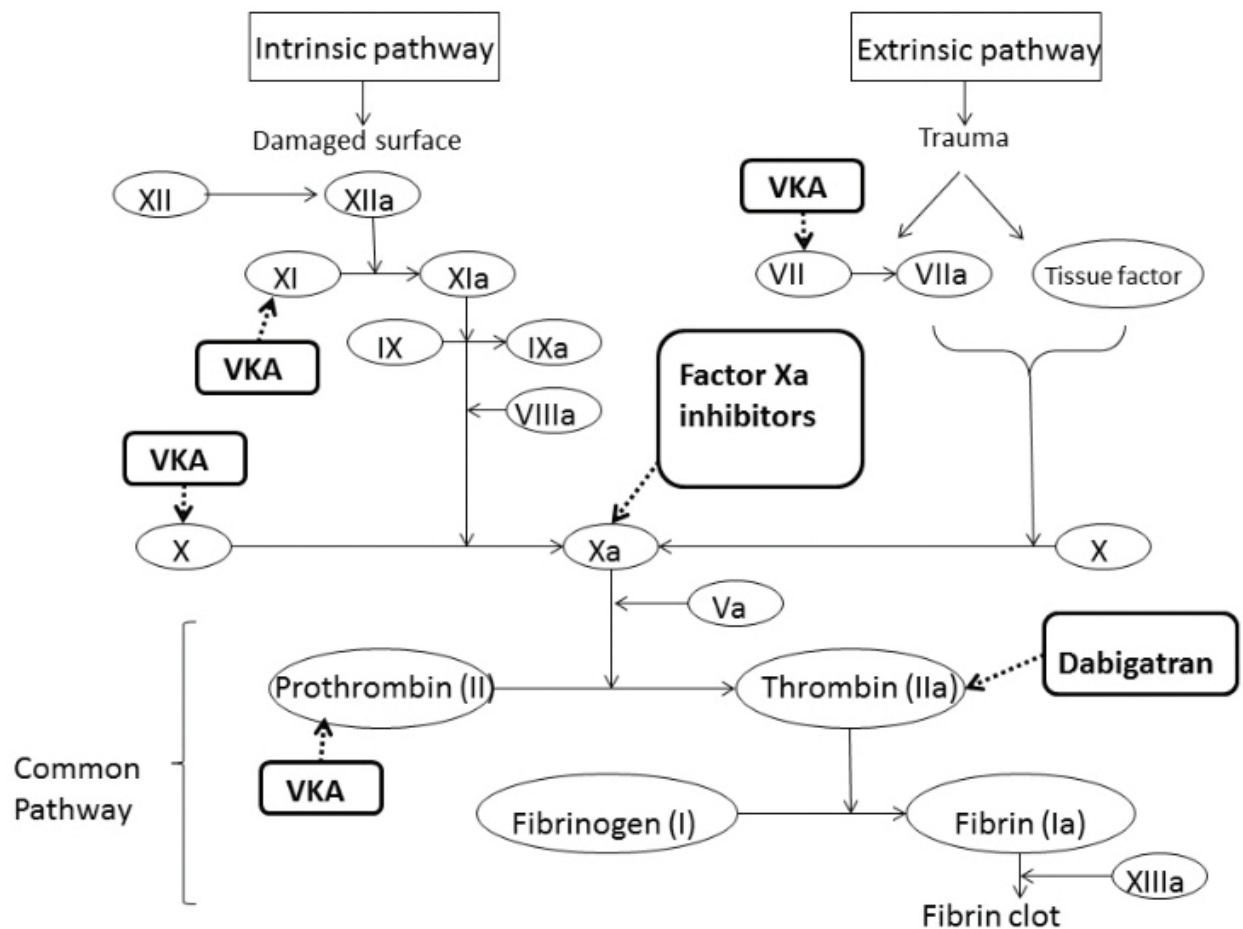 Intrinsic pathway
Extrinsic pathway
Damaged surface
Trauma
VKA
XII
XIIa
XI
XIa
VII
VIIa
Tissue factor
VKA
IX
IXa
Factor Xa
inhibitors
VIIIa
VKA
X
Xa
X
Va
Dabigatran
Prothrombin (II)
Thrombin (IIa)
Common
Pathway
VKA
Fibrinogen (I)
Fibrin (Ia)
XIIIa
Fibrin clot